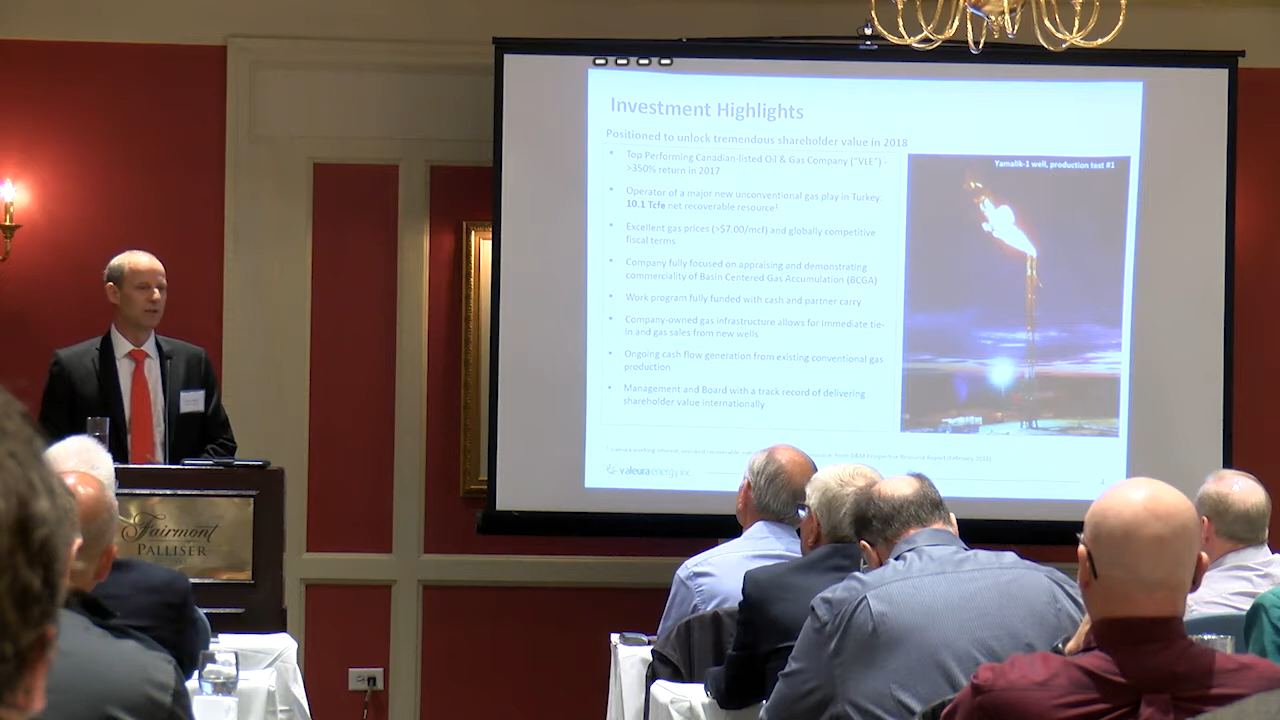 Investment Highlights
Positioned to unlock tremendous shareholder value in 2018
Top Performing Canadian-listed Oil & Gas Company ("VLE") -
>350% return in 2017
Operator of a major new unconventional gas play in Turkey:
10.1 Tcfe net recoverable resource¹
Excellent gas prices (>$7.00/mcf) and globally competitive
fiscal terms
Company fully focused on appraising and demonstrating
commerciality of Basin Centered Gas Accumulation (BCGA)
Work program fully funded with cash and partner carry
Company-owned gas infrastructure allows for immediate tie-
in and gas sales from new wells
Ongoing cash flow generation from existing conventional gas
production
Management and Board with a track record of delivering
shareholder value internationally
Yamalik-1 well, production test #1
valeura energy inc.
Fairmont
PALLISER